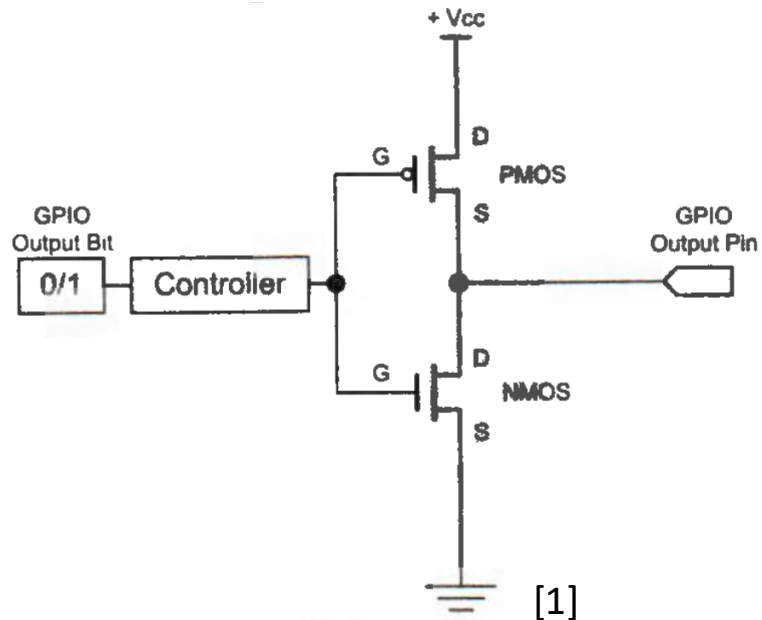 + Vcc
D
G
PMOS
S
GPIO
Output Bit
GPIO
Output Pin
0/1
Controller
D
G
NMOS
S
[1]